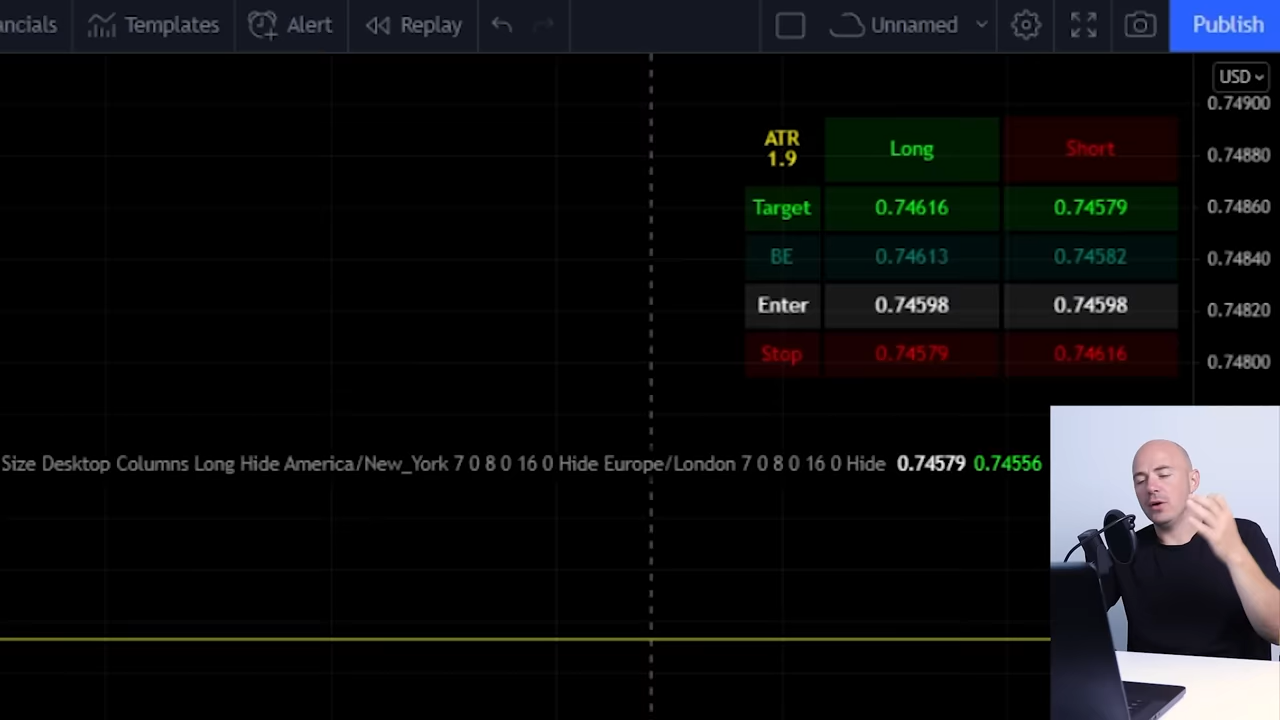 ancials Templates Alert Replay Unnamed Publish
USD
0.74900
ATR
1.9
Long Short
0.74880
Target 0.74616 0.74579
0.74860
BE 0.74613 0.74582
0.74840
Enter 0.74598 0.74598
0.74820
Stop 0.74579 0.74616
0.74800
Size Desktop Columns Long Hide America/New_York 7 0 8 0 16 0 Hide Europe/London 7 0 8 0 16 0 Hide 0.74579 0.74556